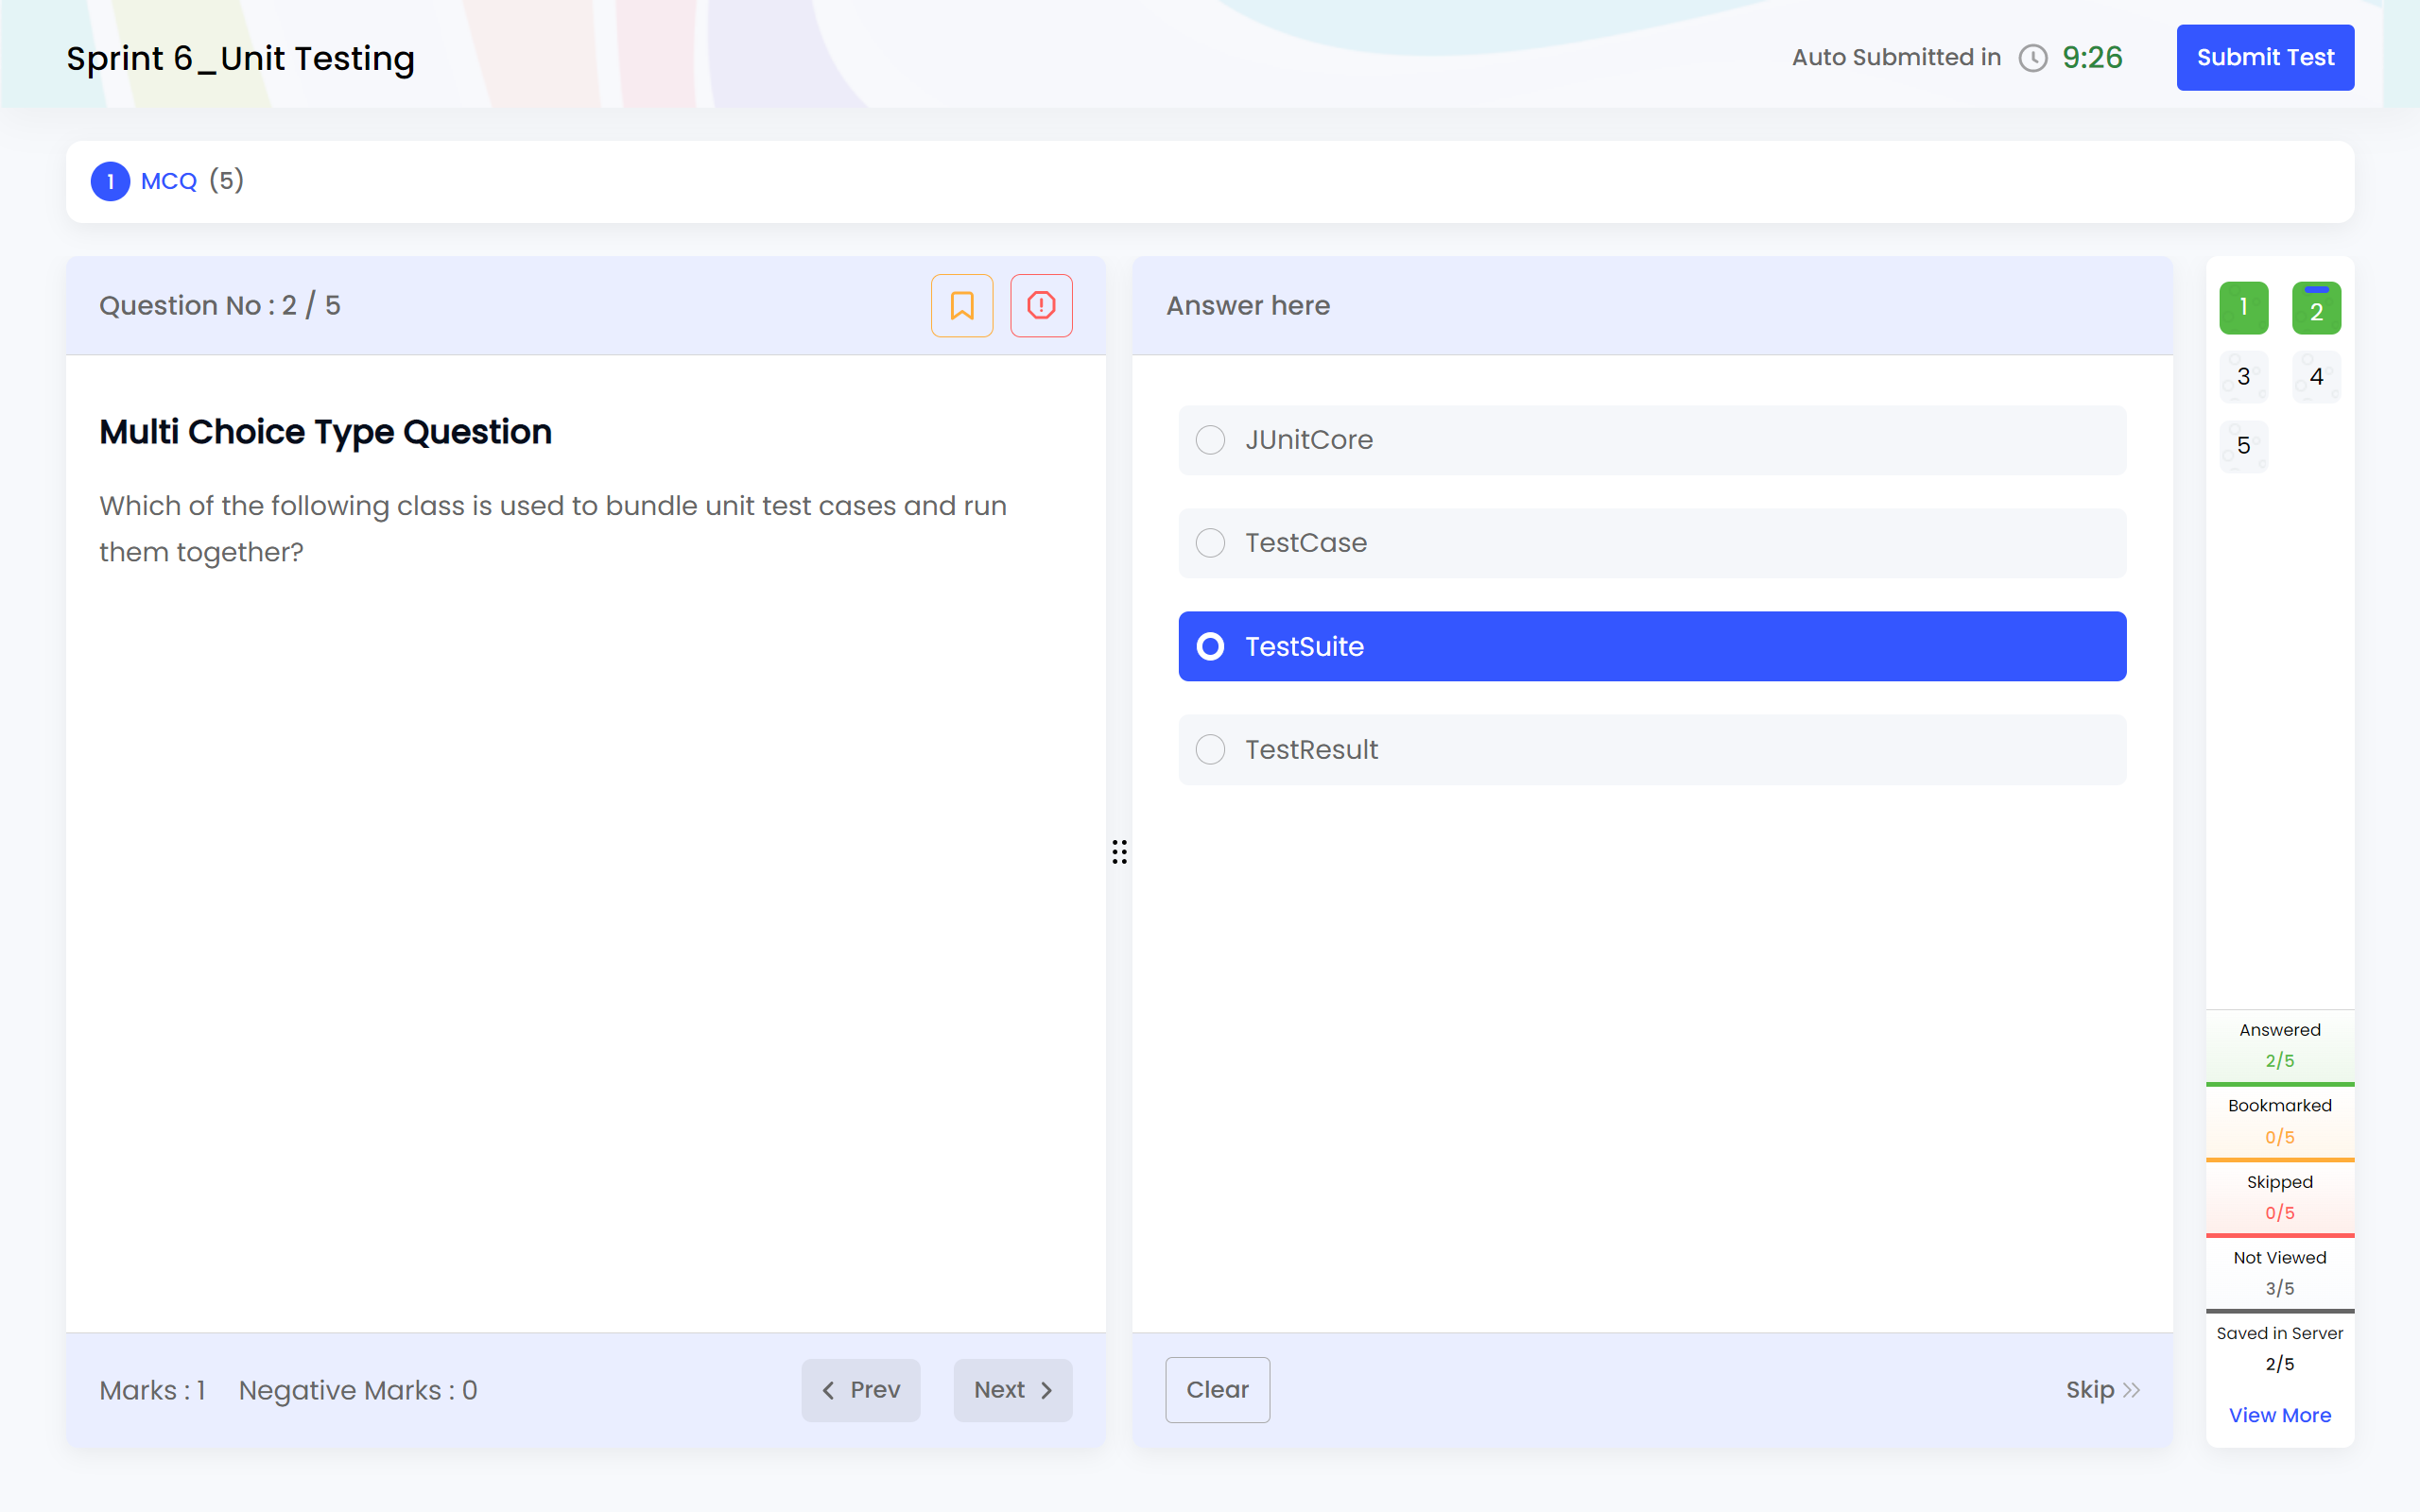 Sprint 6_Unit Testing
Auto Submitted in 9:26
Submit Test
1 MCQ (5)
Question No : 2 / 5
Multi Choice Type Question
Which of the following class is used to bundle unit test cases and run
them together?
Marks : 1 Negative Marks : 0
Prev
Next
Answer here
JUnitCore
TestCase
TestSuite
TestResult
Clear
Skip
1 2
3 4
5
Answered
2/5
Bookmarked
0/5
Skipped
0/5
Not Viewed
3/5
Saved in Server
2/5
View More